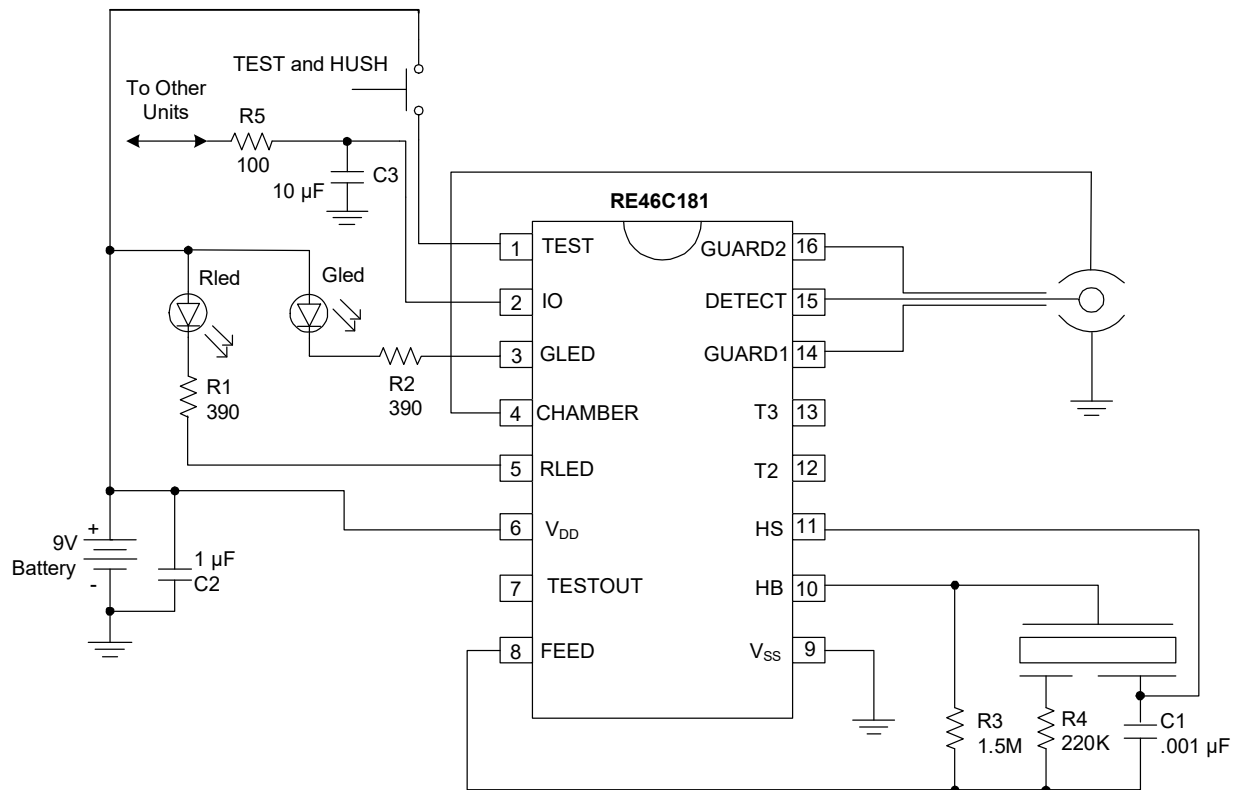 TEST and HUSH
To Other
Units
R5
100
C3
10 µF
RE46C181
1 TEST
GUARD2 16
2 IO
DETECT 15
3 GLED
GUARD1 14
4 CHAMBER
T3 13
5 RLED
T2 12
6 VDD
HS 11
7 TESTOUT
HB 10
8 FEED
VSS 9
Rled
Gled
R1
390
R2
390
+
9V
Battery
-
1 µF
C2
R3
1.5M
R4
220K
C1
.001 µF